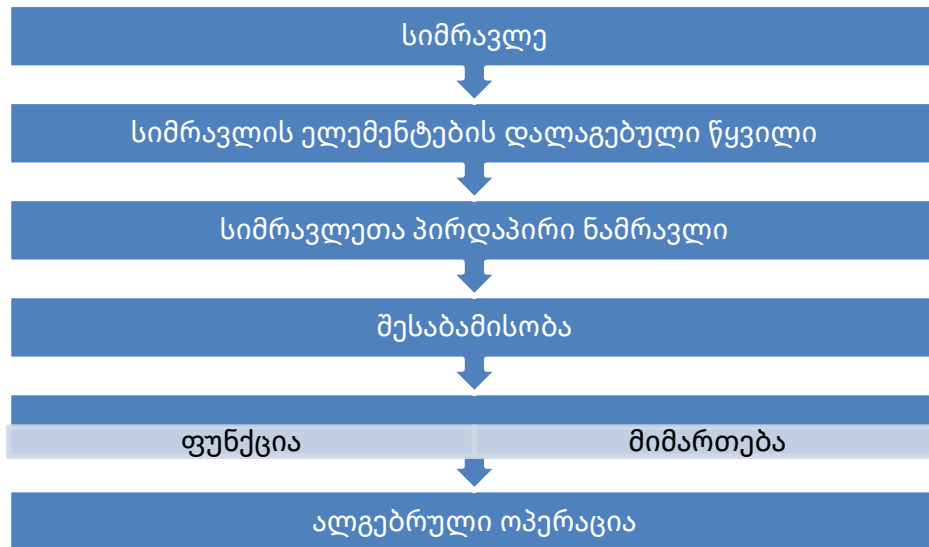 სიმრავლე
სიმრავლის ელემენტების დალაგებული წყვილი
სიმრავლეთა პირდაპირი ნამრავლი
შესაბამისობა
ფუნქცია მიმართება
ალგებრული ოპერაცია